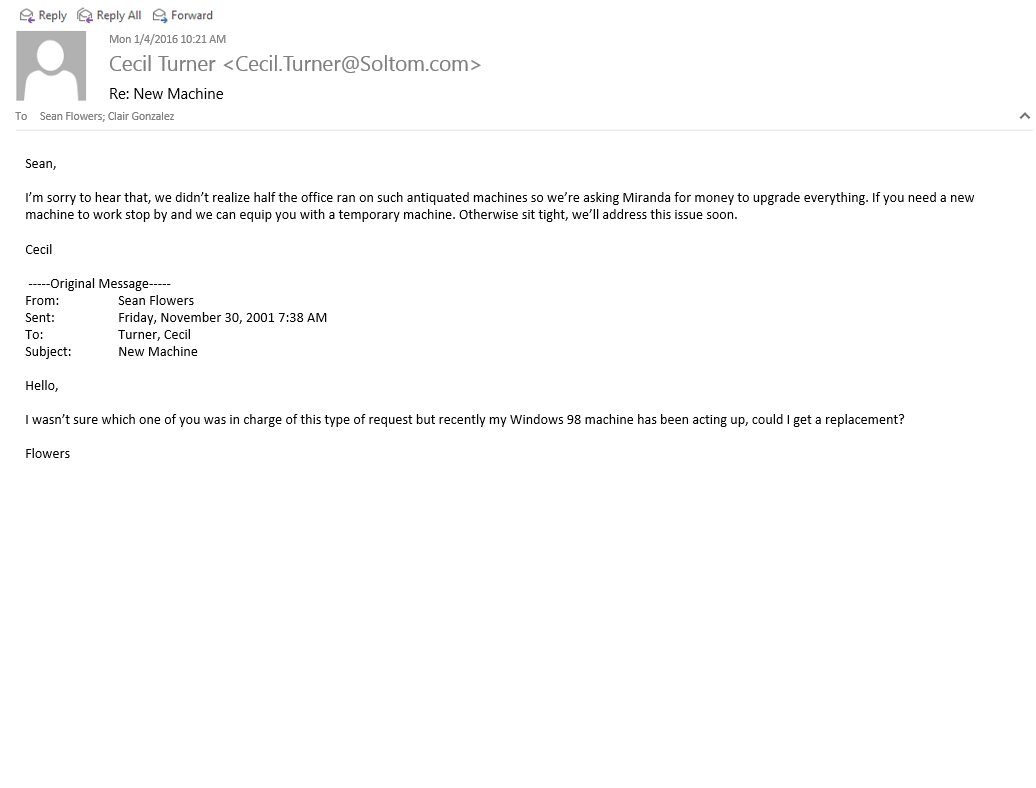 Reply Reply All Forward
Mon 1/4/2016 10:21 AM
Cecil Turner <Cecil.Turner@Soltom.com>
Re: New Machine
To Sean Flowers; Clair Gonzalez
Sean,
I’m sorry to hear that, we didn’t realize half the office ran on such antiquated machines so we’re asking Miranda for money to upgrade everything. If you need a new
machine to work stop by and we can equip you with a temporary machine. Otherwise sit tight, we’ll address this issue soon.
Cecil
-----Original Message-----
From: Sean Flowers
Sent: Friday, November 30, 2001 7:38 AM
To: Turner, Cecil
Subject: New Machine
Hello,
I wasn’t sure which one of you was in charge of this type of request but recently my Windows 98 machine has been acting up, could I get a replacement?
Flowers